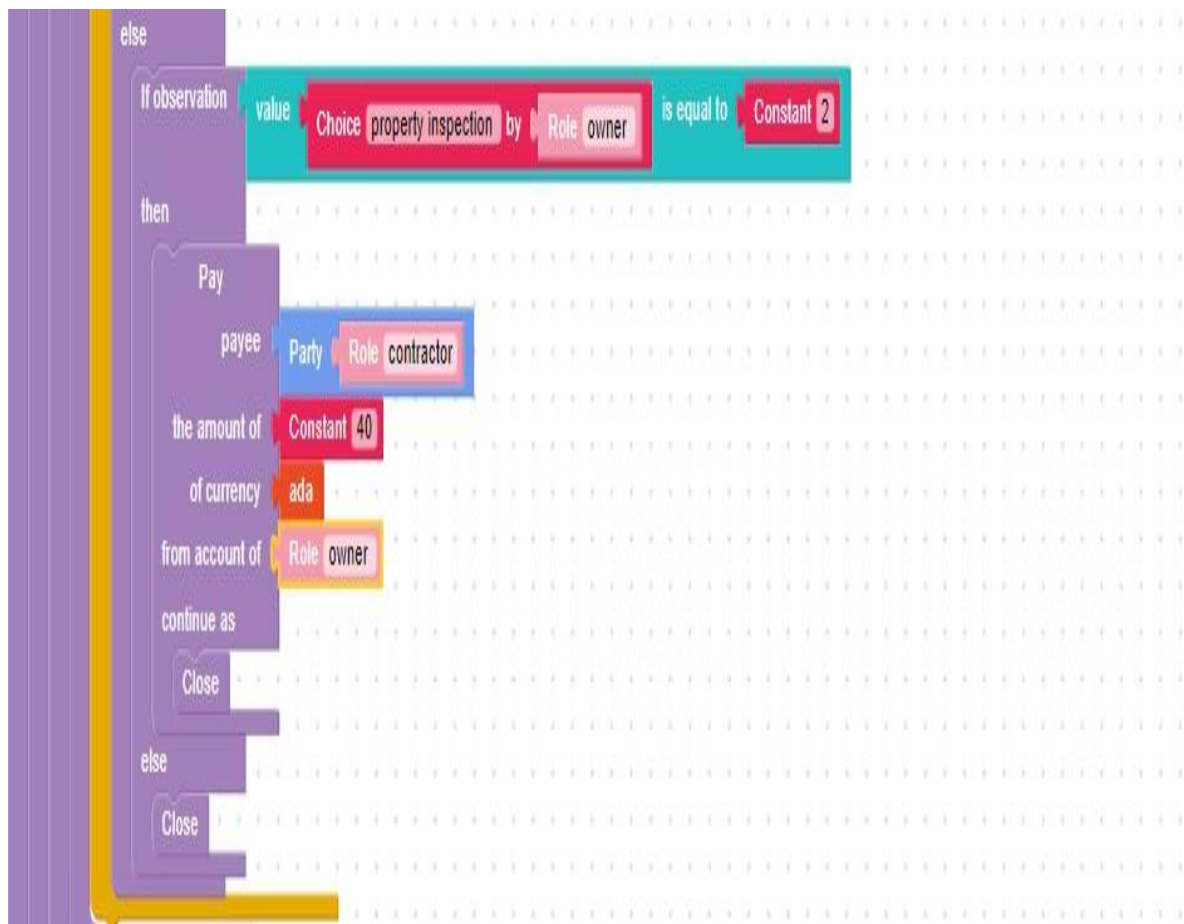 else
If observation value Choice property inspection by Role owner is equal to Constant 2
then
Pay
payee Party Role contractor
the amount of Constant 40
of currency ada
from account of Role owner
continue as
Close
else
Close